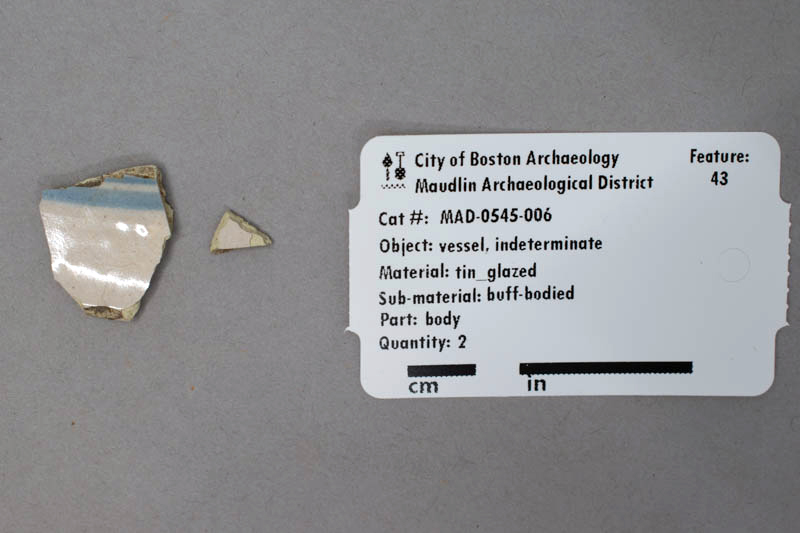 City of Boston Archaeology
Maudlin Archaeological District
Feature:
43
Cat #: MAD-0545-006
Object: vessel, indeterminate
Material: tin_glazed
Sub-material: buff-bodied
Part: body
Quantity: 2
cm in